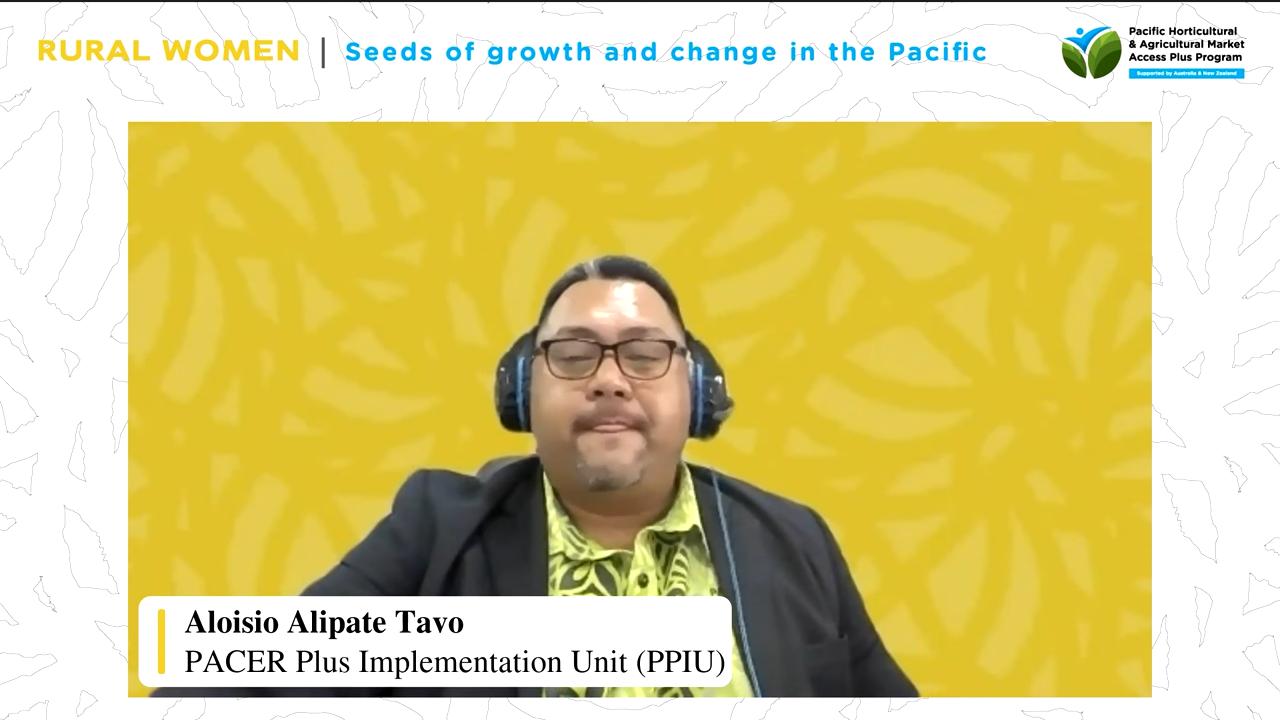 RURAL WOMEN | Seeds of growth and change in the Pacific
Pacific Horticultural
& Agricultural Market
Access Plus Program
Supported by Australia & New Zealand
Aloisio Alipate Tavo
PACER Plus Implementation Unit (PPIU)